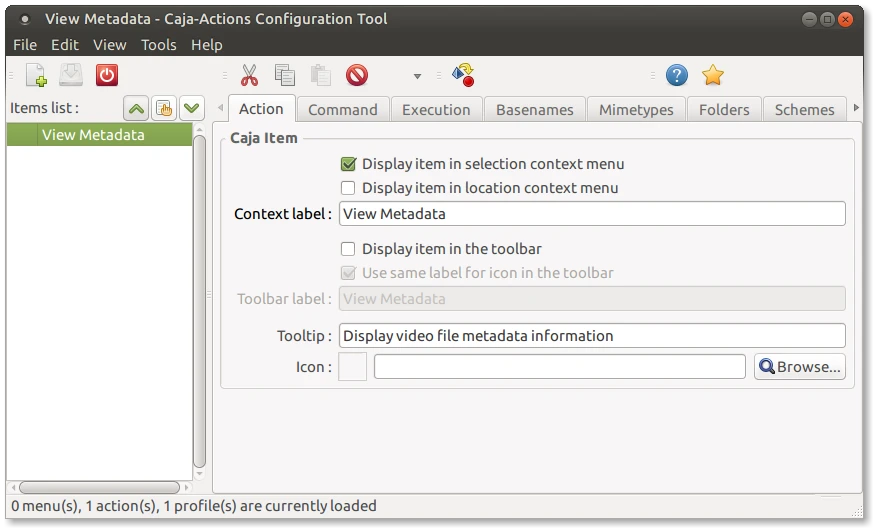 View Metadata - Caja-Actions Configuration Tool
File Edit View Tools Help
Items list :
Action Command Execution Basenames Mimetypes Folders Schemes
View Metadata
Caja Item
Display item in selection context menu
Display item in location context menu
Context label : View Metadata
Display item in the toolbar
Use same label for icon in the toolbar
Toolbar label : View Metadata
Tooltip : Display video file metadata information
Icon : Browse...
0 menu(s), 1 action(s), 1 profile(s) are currently loaded